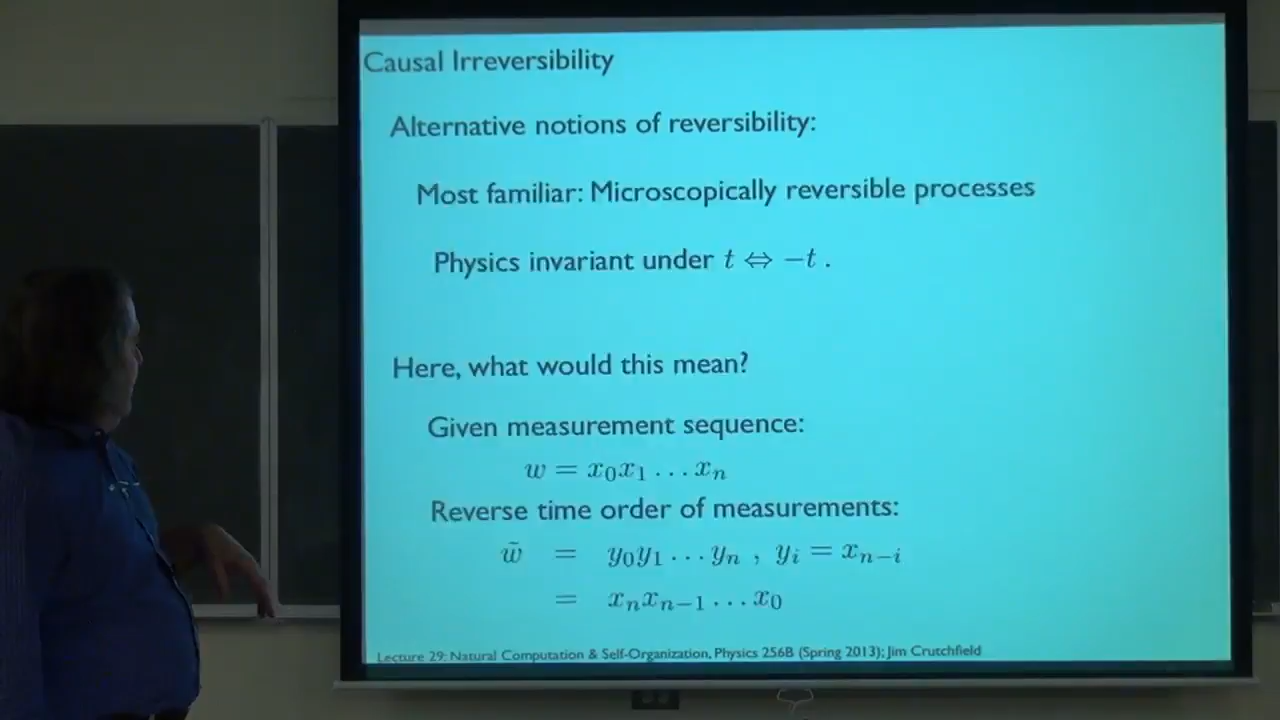 Causal Irreversibility
Alternative notions of reversibility:
Most familiar: Microscopically reversible processes
Physics invariant under t ⇔ −t .
Here, what would this mean?
Given measurement sequence:
w = x₀x₁ . . . xₙ
Reverse time order of measurements:
w̃ = y₀y₁ · · · yₙ , yᵢ = xₙ₋ᵢ
= xₙxₙ₋₁ . . . x₀
Lecture 29: Natural Computation & Self-Organization, Physics 256B (Spring 2013); Jim Crutchfield